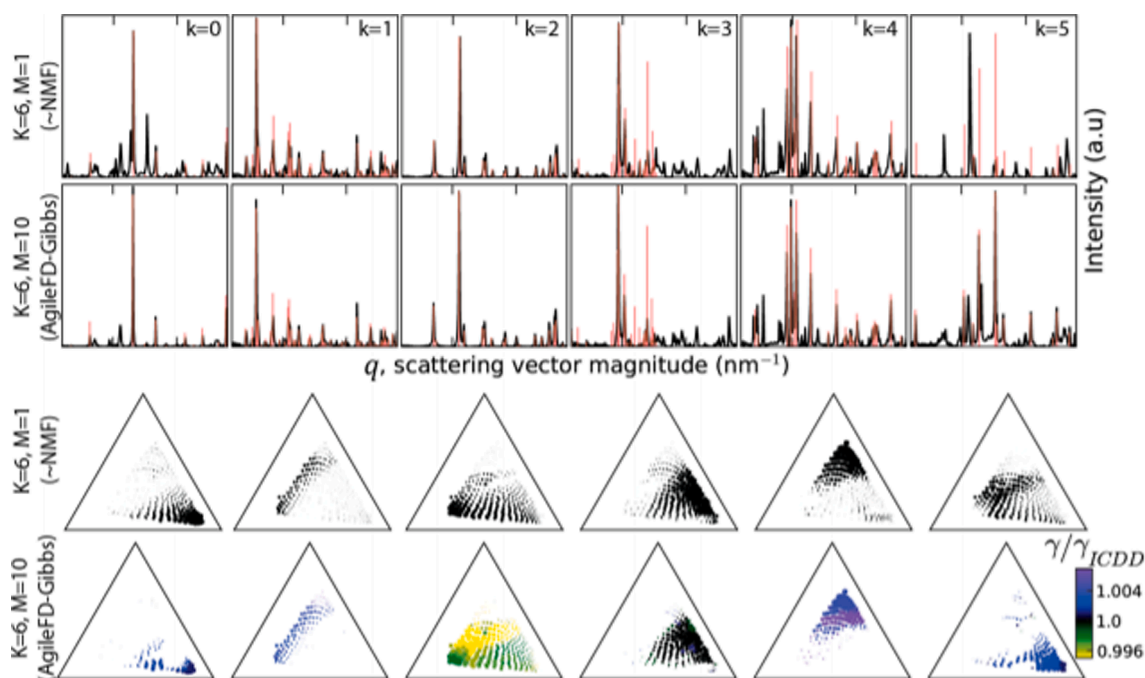 K=6, M=1
(~NMF)
k=0
k=1
k=2
k=3
k=4
k=5
K=6, M=10
(AgileFD-Gibbs)
Intensity (a.u)
q, scattering vector magnitude (nm⁻¹)
K=6, M=1
(~NMF)
K=6, M=10
(AgileFD-Gibbs)
γ/γ_ICDD
1.004
1.0
0.996